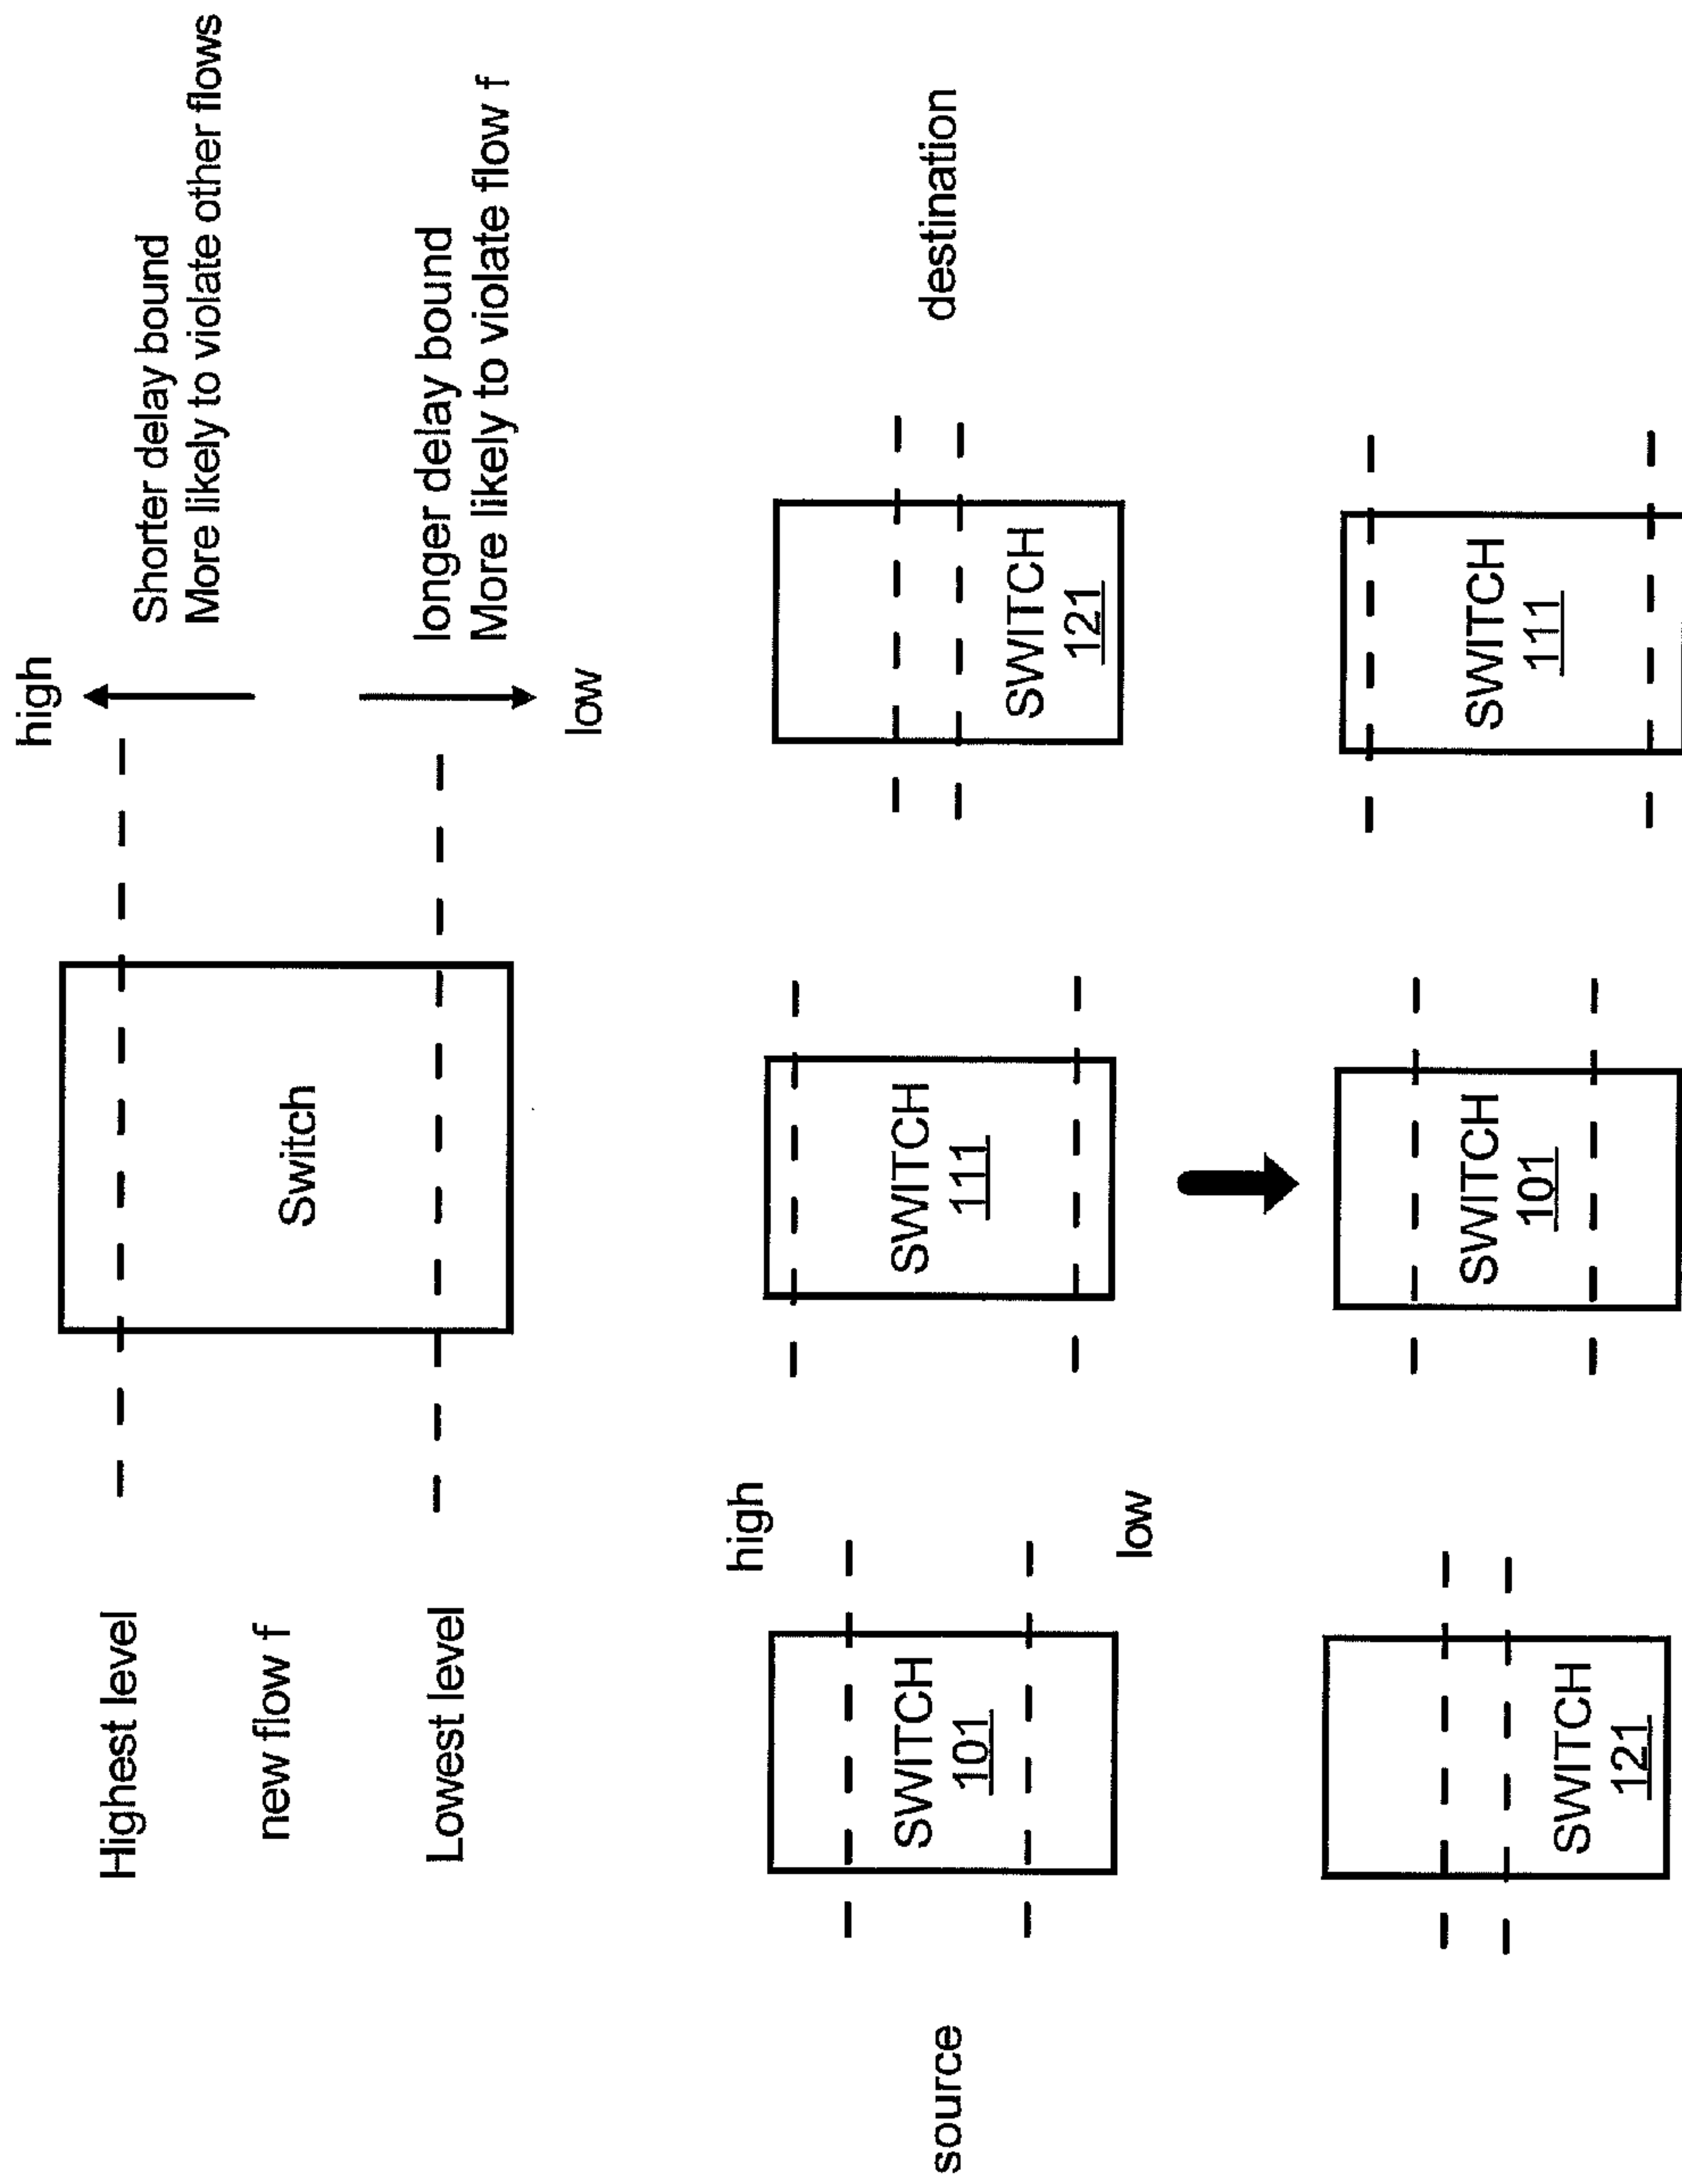 high
Highest level
Shorter delay bound
More likely to violate other flows
new flow f
Switch
Lowest level
longer delay bound
More likely to violate flow f
low
high
source
SWITCH
101
SWITCH
111
SWITCH
121
destination
low
SWITCH
121
SWITCH
101
SWITCH
111